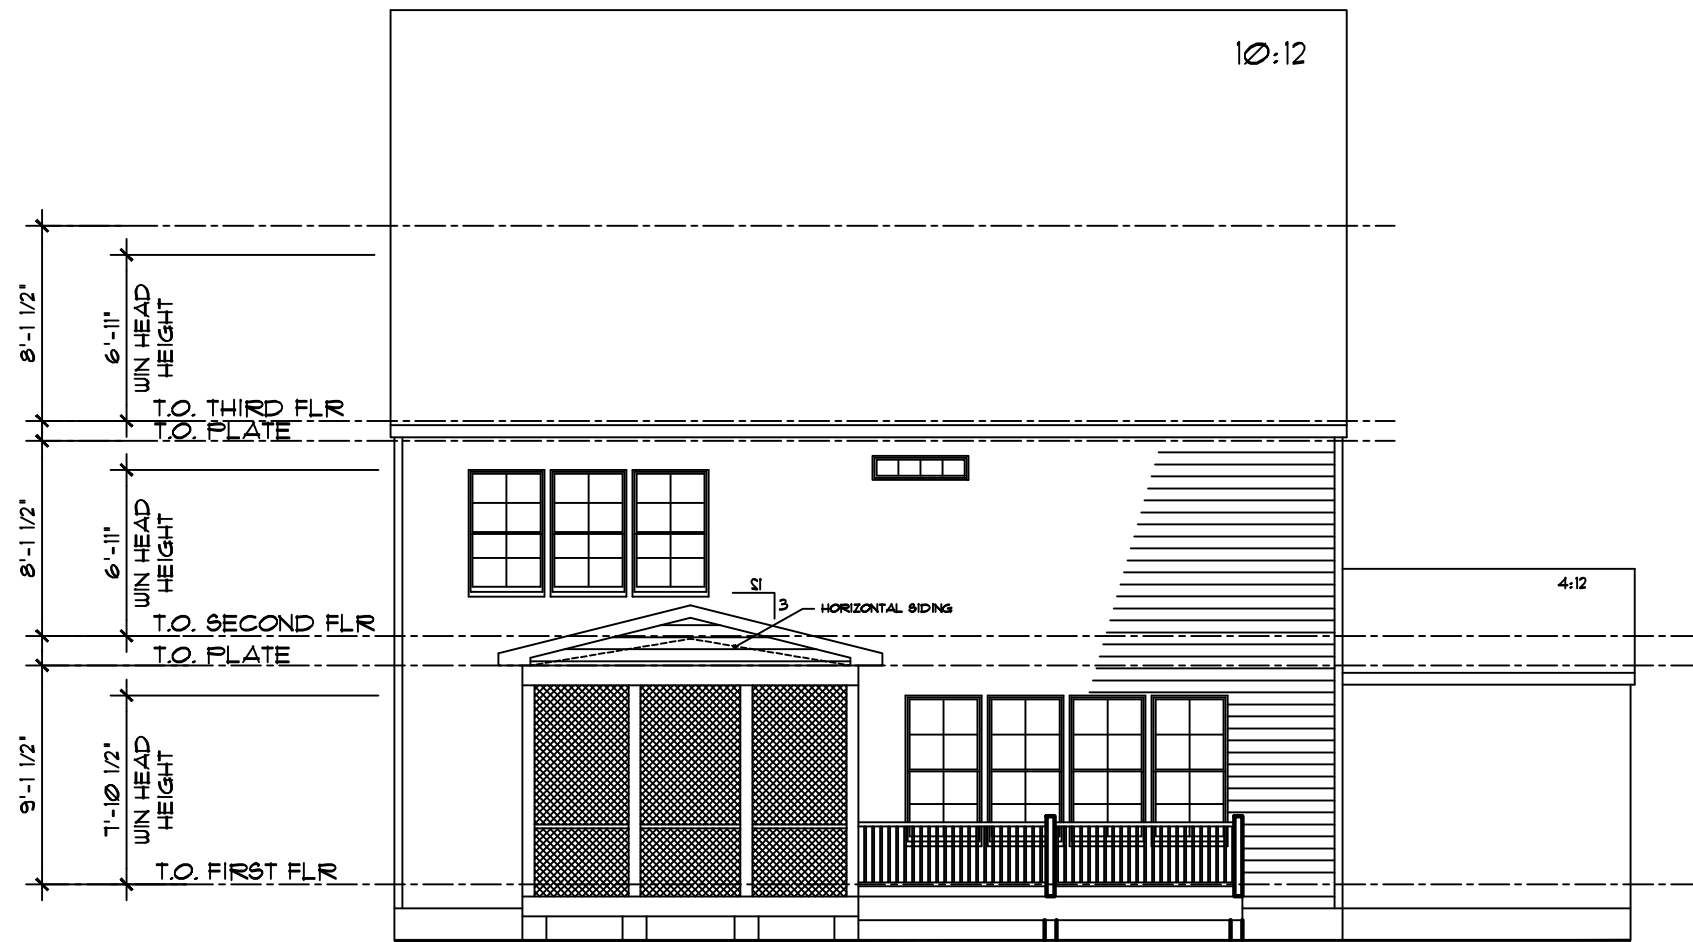 10:12
8'-1 1/2"
6'-11"
WIN HEAD
HEIGHT
T.O. THIRD FLR
T.O. PLATE
8'-1 1/2"
6'-11"
WIN HEAD
HEIGHT
12
3
HORIZONTAL SIDING
4:12
T.O. SECOND FLR
T.O. PLATE
9'-1 1/2"
7'-10 1/2"
WIN HEAD
HEIGHT
T.O. FIRST FLR